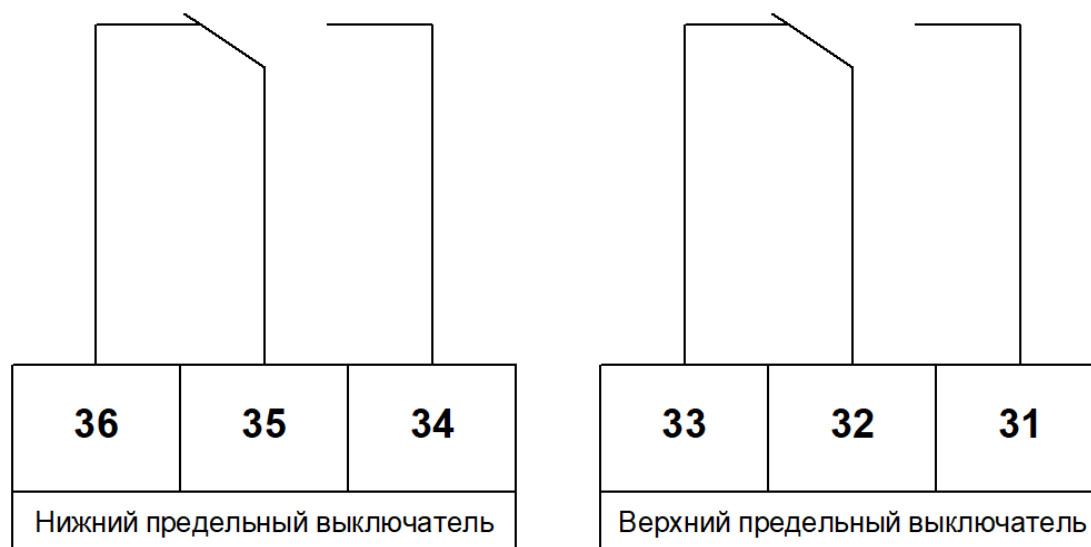 36 35 34 33 32 31
Нижний предельный выключатель Верхний предельный выключатель